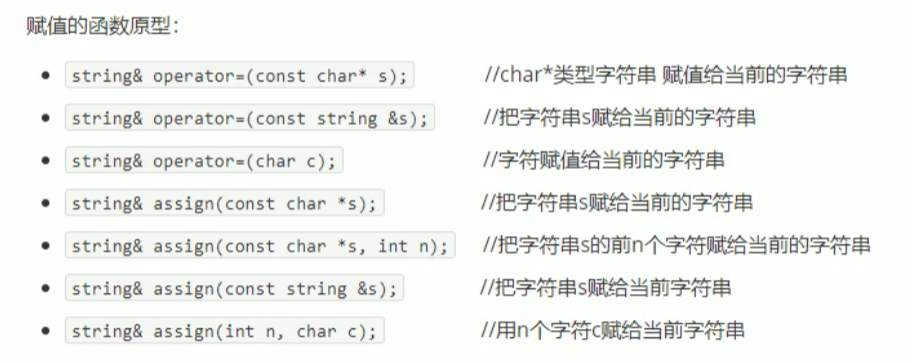 赋值的函数原型：
string& operator=(const char* s); //char*类型字符串 赋值给当前的字符串
string& operator=(const string &s); //把字符串s赋给当前的字符串
string& operator=(char c); //字符赋值给当前的字符串
string& assign(const char *s); //把字符串s赋给当前的字符串
string& assign(const char *s, int n); //把字符串s的前n个字符赋给当前的字符串
string& assign(const string &s); //把字符串s赋给当前字符串
string& assign(int n, char c); //用n个字符c赋给当前字符串